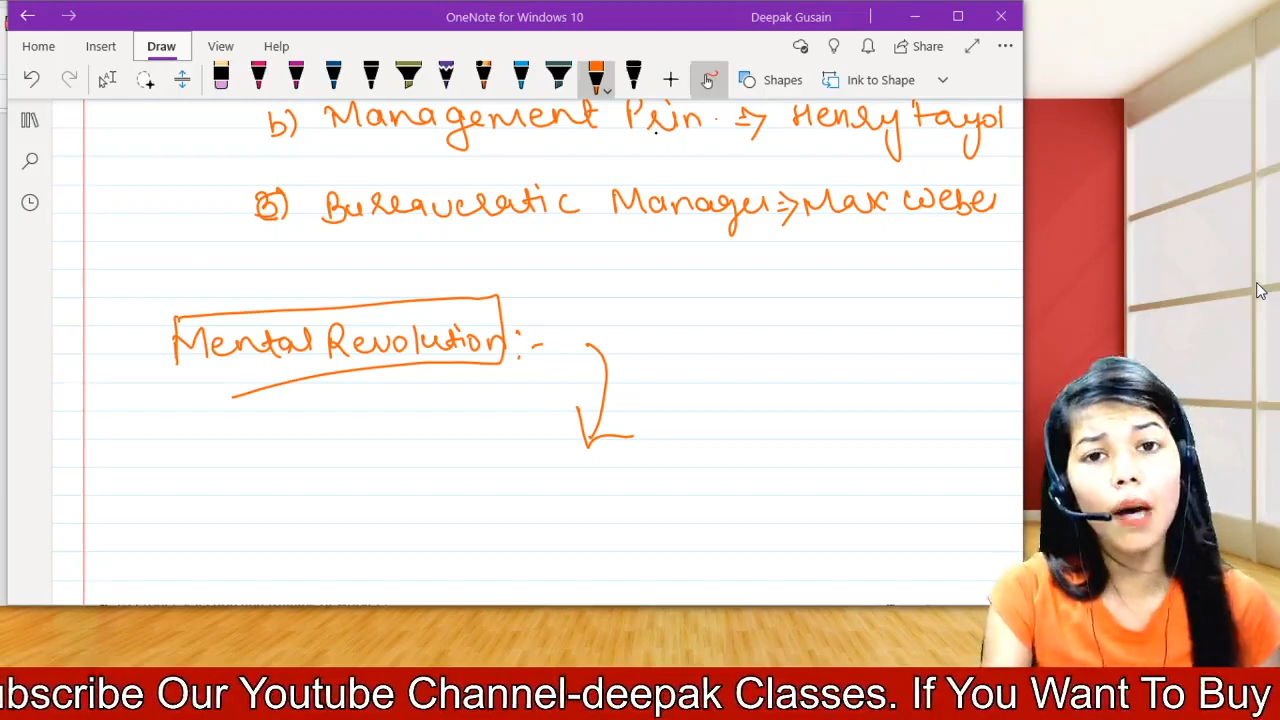 OneNote for Windows 10
Deepak Gusain
Home Insert Draw View Help Share
Shapes Ink to Shape
b) Management Prin. => Henry Fayol
3) Bureaucratic Manager => Max Weber
Mental Revolution :-
ubscribe Our Youtube Channel-deepak Classes. If You Want To Buy